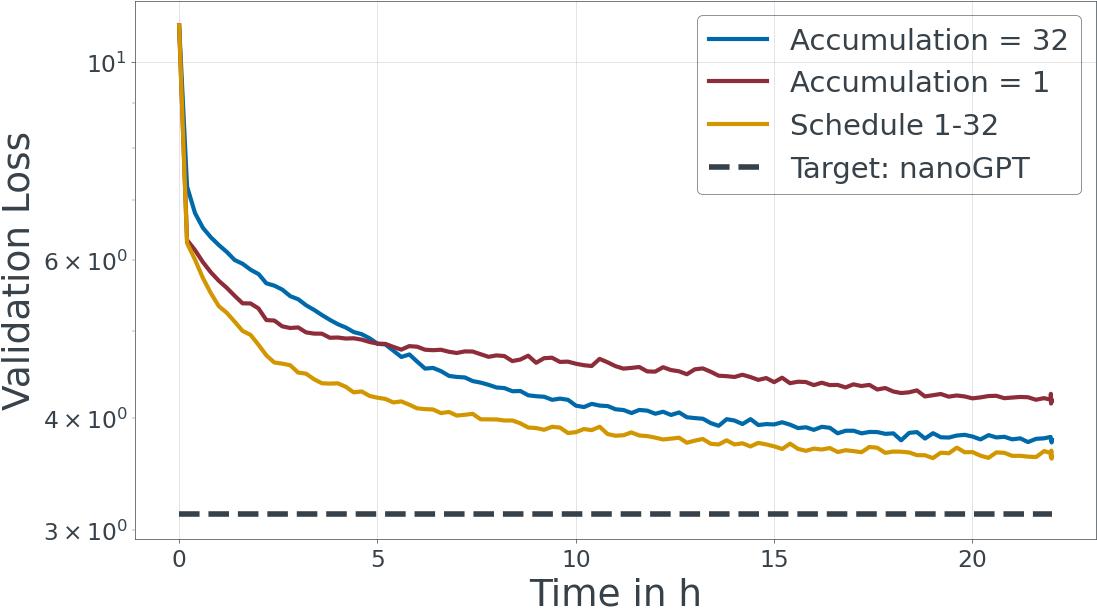 Validation Loss
10¹
6 × 10⁰
4 × 10⁰
3 × 10⁰
Accumulation = 32
Accumulation = 1
Schedule 1-32
Target: nanoGPT
0 5 10 15 20
Time in h